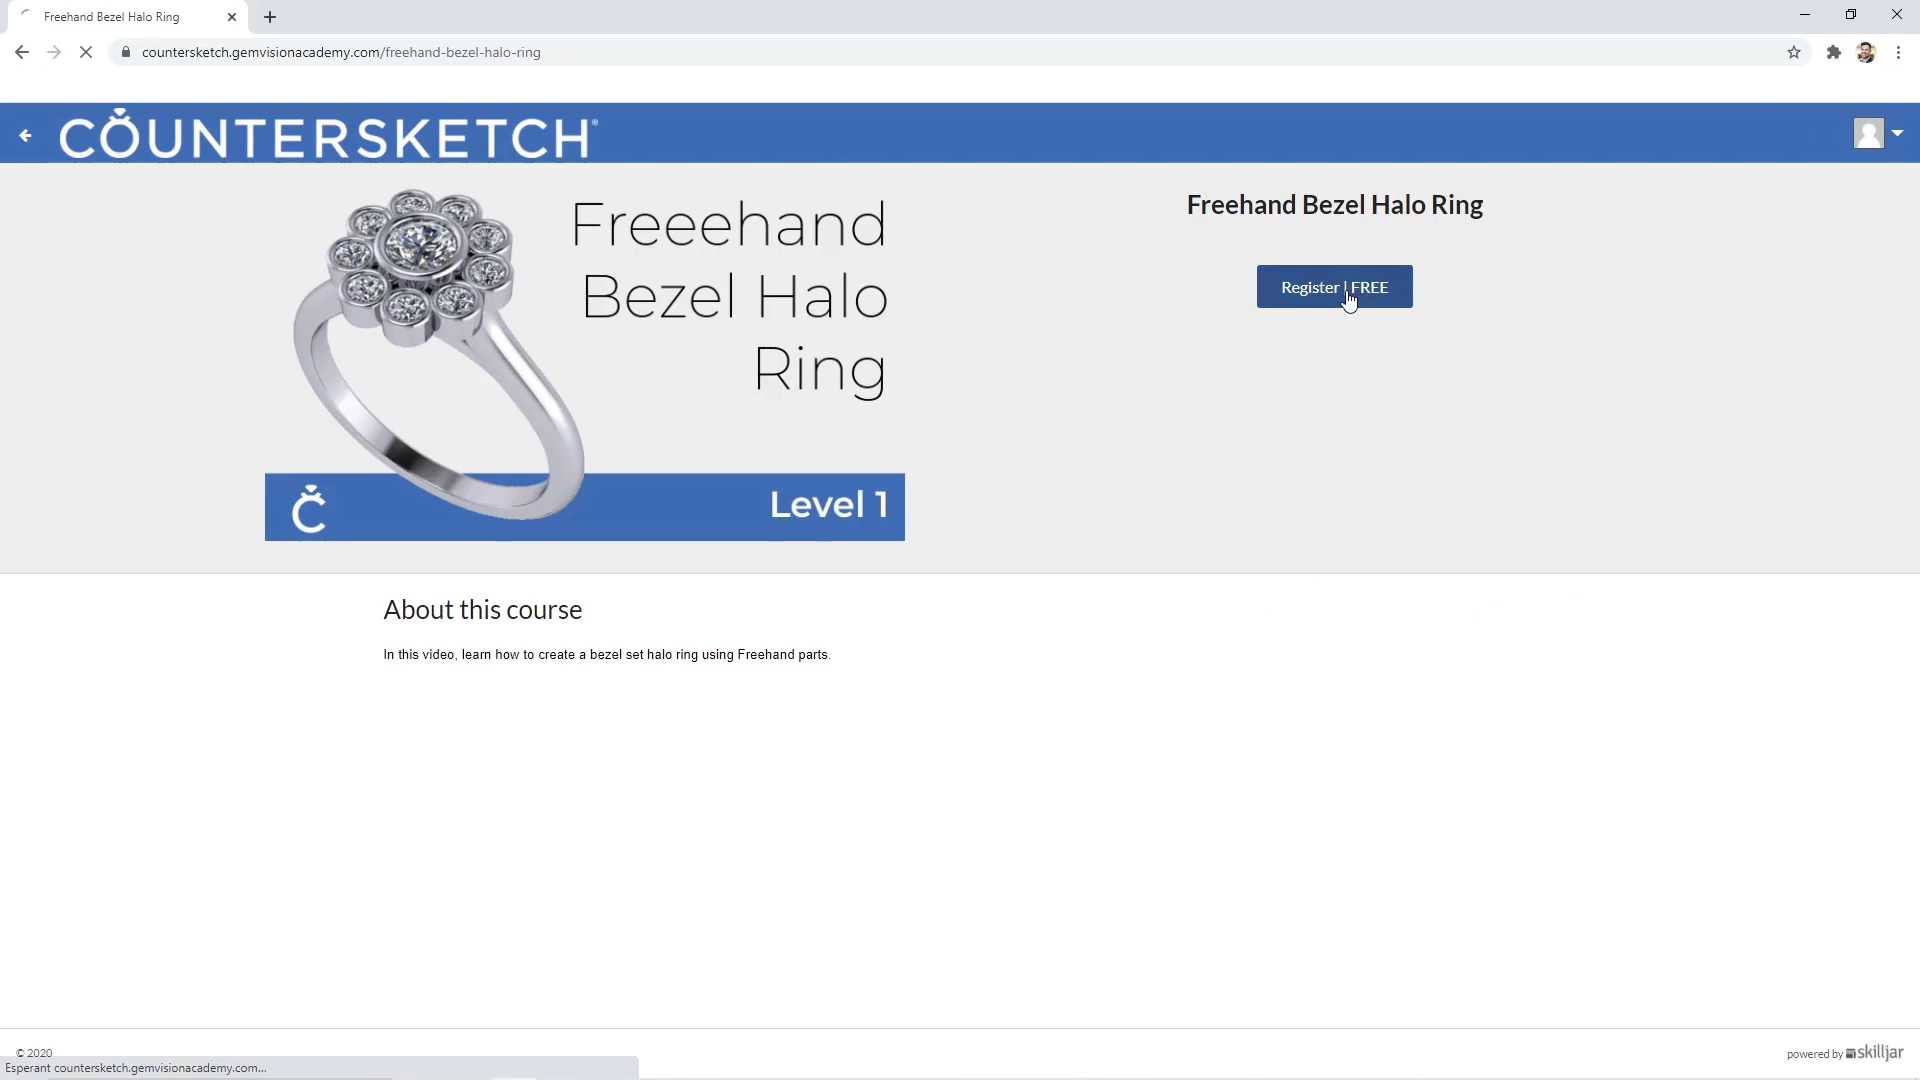 Freehand Bezel Halo Ring
countersketch.gemvisionacademy.com/freehand-bezel-halo-ring
COUNTERSKETCH®
Freeehand
Bezel Halo
Ring
Level 1
Freehand Bezel Halo Ring
Register | FREE
About this course
In this video, learn how to create a bezel set halo ring using Freehand parts.
© 2020
powered by skilljar
Esperant countersketch.gemvisionacademy.com...